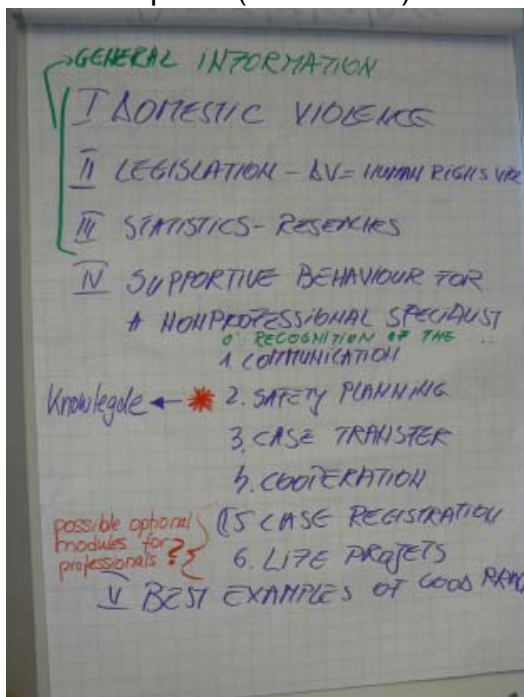 GENERAL INFORMATION
I DOMESTIC VIOLENCE
II LEGISLATION - ΔV = HUMAN RIGHTS
III STATISTICS - RESEARCHES
IV SUPPORTIVE BEHAVIOUR FOR
A NONPROFESSIONAL SPECIALIST
0. RECOGNITION OF THE ...
1. COMMUNICATION
Knowlegde ← 2. SAFETY PLANNING
3. CASE TRANSFER
4. COOPERATION
5 CASE REGISTRATION
possible optional modules for professionals ?
6. LIFE PROJETS
V BEST EXAMPLES OF GOOD